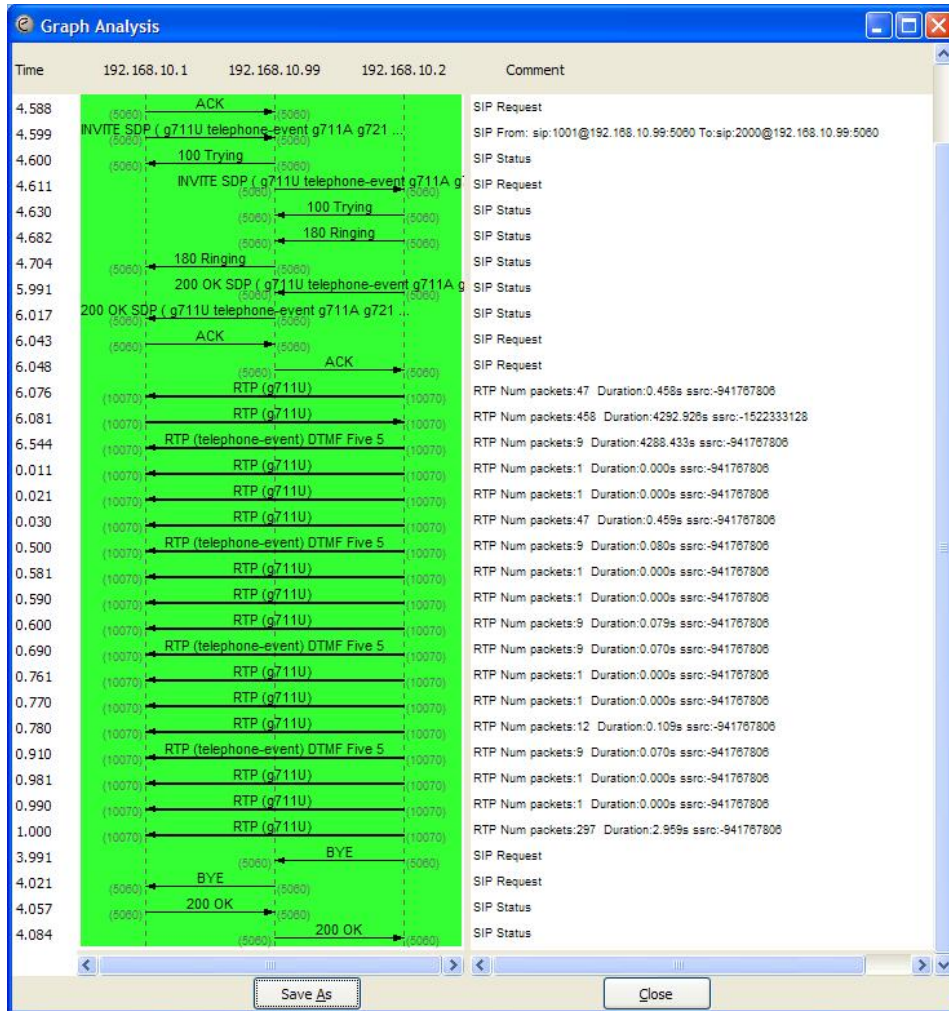 Graph Analysis
Time 192.168.10.1 192.168.10.99 192.168.10.2 Comment
4.588 (5060) ACK (5060) SIP Request
4.599 INVITE SDP ( g711U telephone-event g711A g721 ... (5060) (5060) SIP From: sip:1001@192.168.10.99:5060 To:sip:2000@192.168.10.99:5060
4.600 (5060) 100 Trying (5060) SIP Status
4.611 INVITE SDP ( g711U telephone-event g711A g7 (5060) (5060) SIP Request
4.630 (5060) 100 Trying (5060) SIP Status
4.682 (5060) 180 Ringing (5060) SIP Status
4.704 (5060) 180 Ringing (5060) SIP Status
5.991 200 OK SDP ( g711U telephone-event g711A g (5060) (5060) SIP Status
6.017 200 OK SDP ( g711U telephone-event g711A g721 ... (5060) (5060) SIP Status
6.043 (5060) ACK (5060) SIP Request
6.048 (5060) ACK (5060) SIP Request
6.076 (10070) RTP (g711U) (10070) RTP Num packets:47 Duration:0.458s ssrc:-941767806
6.081 (10070) RTP (g711U) (10070) RTP Num packets:458 Duration:4292.926s ssrc:-1522333128
6.544 (10070) RTP (telephone-event) DTMF Five 5 (10070) RTP Num packets:9 Duration:4288.433s ssrc:-941767806
0.011 (10070) RTP (g711U) (10070) RTP Num packets:1 Duration:0.000s ssrc:-941767806
0.021 (10070) RTP (g711U) (10070) RTP Num packets:1 Duration:0.000s ssrc:-941767806
0.030 (10070) RTP (g711U) (10070) RTP Num packets:47 Duration:0.459s ssrc:-941767806
0.500 (10070) RTP (telephone-event) DTMF Five 5 (10070) RTP Num packets:9 Duration:0.080s ssrc:-941767806
0.581 (10070) RTP (g711U) (10070) RTP Num packets:1 Duration:0.000s ssrc:-941767806
0.590 (10070) RTP (g711U) (10070) RTP Num packets:1 Duration:0.000s ssrc:-941767806
0.600 (10070) RTP (g711U) (10070) RTP Num packets:9 Duration:0.079s ssrc:-941767806
0.690 (10070) RTP (telephone-event) DTMF Five 5 (10070) RTP Num packets:9 Duration:0.070s ssrc:-941767806
0.761 (10070) RTP (g711U) (10070) RTP Num packets:1 Duration:0.000s ssrc:-941767806
0.770 (10070) RTP (g711U) (10070) RTP Num packets:1 Duration:0.000s ssrc:-941767806
0.780 (10070) RTP (g711U) (10070) RTP Num packets:12 Duration:0.109s ssrc:-941767806
0.910 (10070) RTP (telephone-event) DTMF Five 5 (10070) RTP Num packets:9 Duration:0.070s ssrc:-941767806
0.981 (10070) RTP (g711U) (10070) RTP Num packets:1 Duration:0.000s ssrc:-941767806
0.990 (10070) RTP (g711U) (10070) RTP Num packets:1 Duration:0.000s ssrc:-941767806
1.000 (10070) RTP (g711U) (10070) RTP Num packets:297 Duration:2.959s ssrc:-941767806
3.991 (5060) BYE (5060) SIP Request
4.021 (5060) BYE (5060) SIP Request
4.057 (5060) 200 OK (5060) SIP Status
4.084 (5060) 200 OK (5060) SIP Status
Save As Close